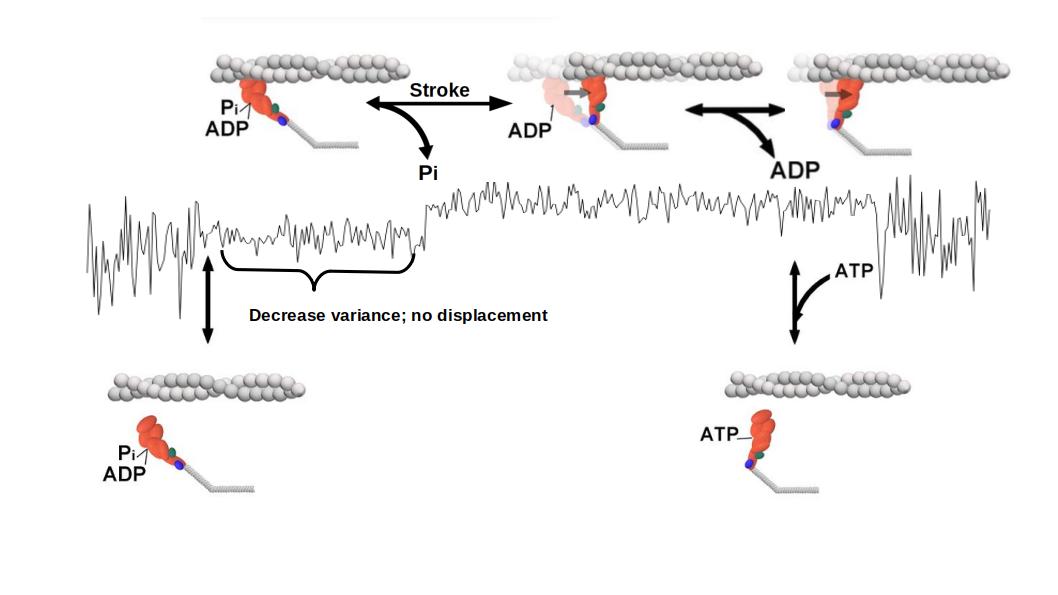 Stroke
Pi
ADP
Pi
ADP
ADP
ATP
Decrease variance; no displacement
Pi
ADP
ATP